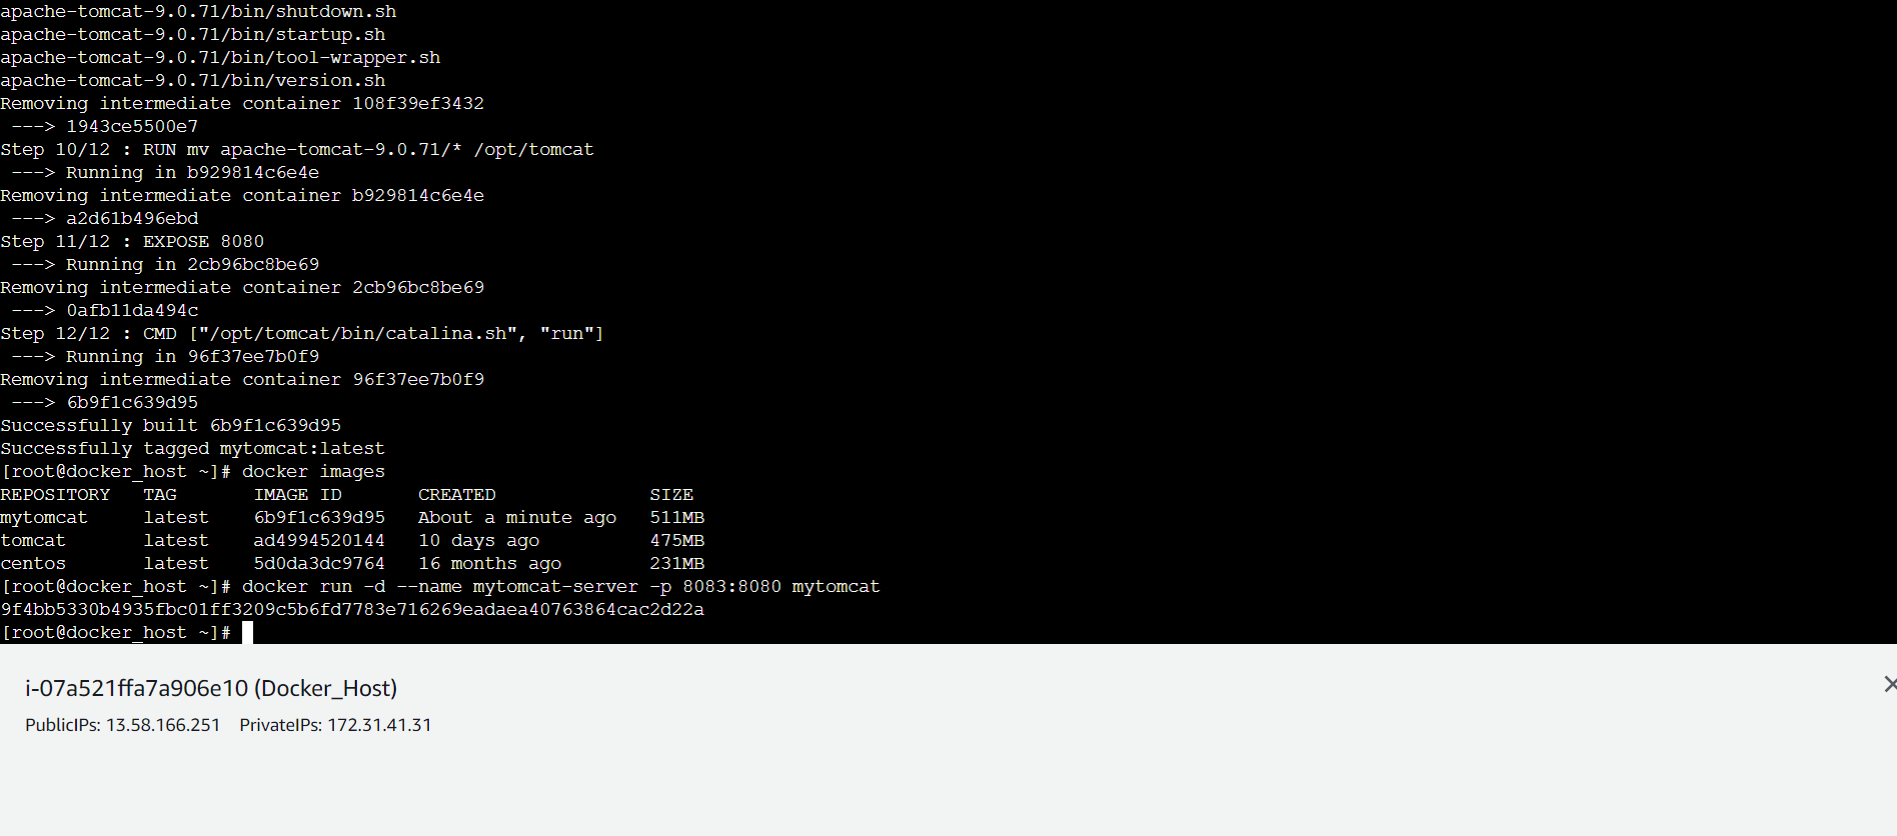 apache-tomcat-9.0.71/bin/shutdown.sh
apache-tomcat-9.0.71/bin/startup.sh
apache-tomcat-9.0.71/bin/tool-wrapper.sh
apache-tomcat-9.0.71/bin/version.sh
Removing intermediate container 108f39ef3432
 ---> 1943ce5500e7
Step 10/12 : RUN mv apache-tomcat-9.0.71/* /opt/tomcat
 ---> Running in b929814c6e4e
Removing intermediate container b929814c6e4e
 ---> a2d61b496ebd
Step 11/12 : EXPOSE 8080
 ---> Running in 2cb96bc8be69
Removing intermediate container 2cb96bc8be69
 ---> 0afb11da494c
Step 12/12 : CMD ["/opt/tomcat/bin/catalina.sh", "run"]
 ---> Running in 96f37ee7b0f9
Removing intermediate container 96f37ee7b0f9
 ---> 6b9f1c639d95
Successfully built 6b9f1c639d95
Successfully tagged mytomcat:latest
[root@docker_host ~]# docker images
REPOSITORY   TAG       IMAGE ID       CREATED              SIZE
mytomcat     latest    6b9f1c639d95   About a minute ago   511MB
tomcat       latest    ad4994520144   10 days ago          475MB
centos       latest    5d0da3dc9764   16 months ago        231MB
[root@docker_host ~]# docker run -d --name mytomcat-server -p 8083:8080 mytomcat
9f4bb5330b4935fbc01ff3209c5b6fd7783e716269eadaea40763864cac2d22a
[root@docker_host ~]#
i-07a521ffa7a906e10 (Docker_Host)
PublicIPs: 13.58.166.251    PrivateIPs: 172.31.41.31